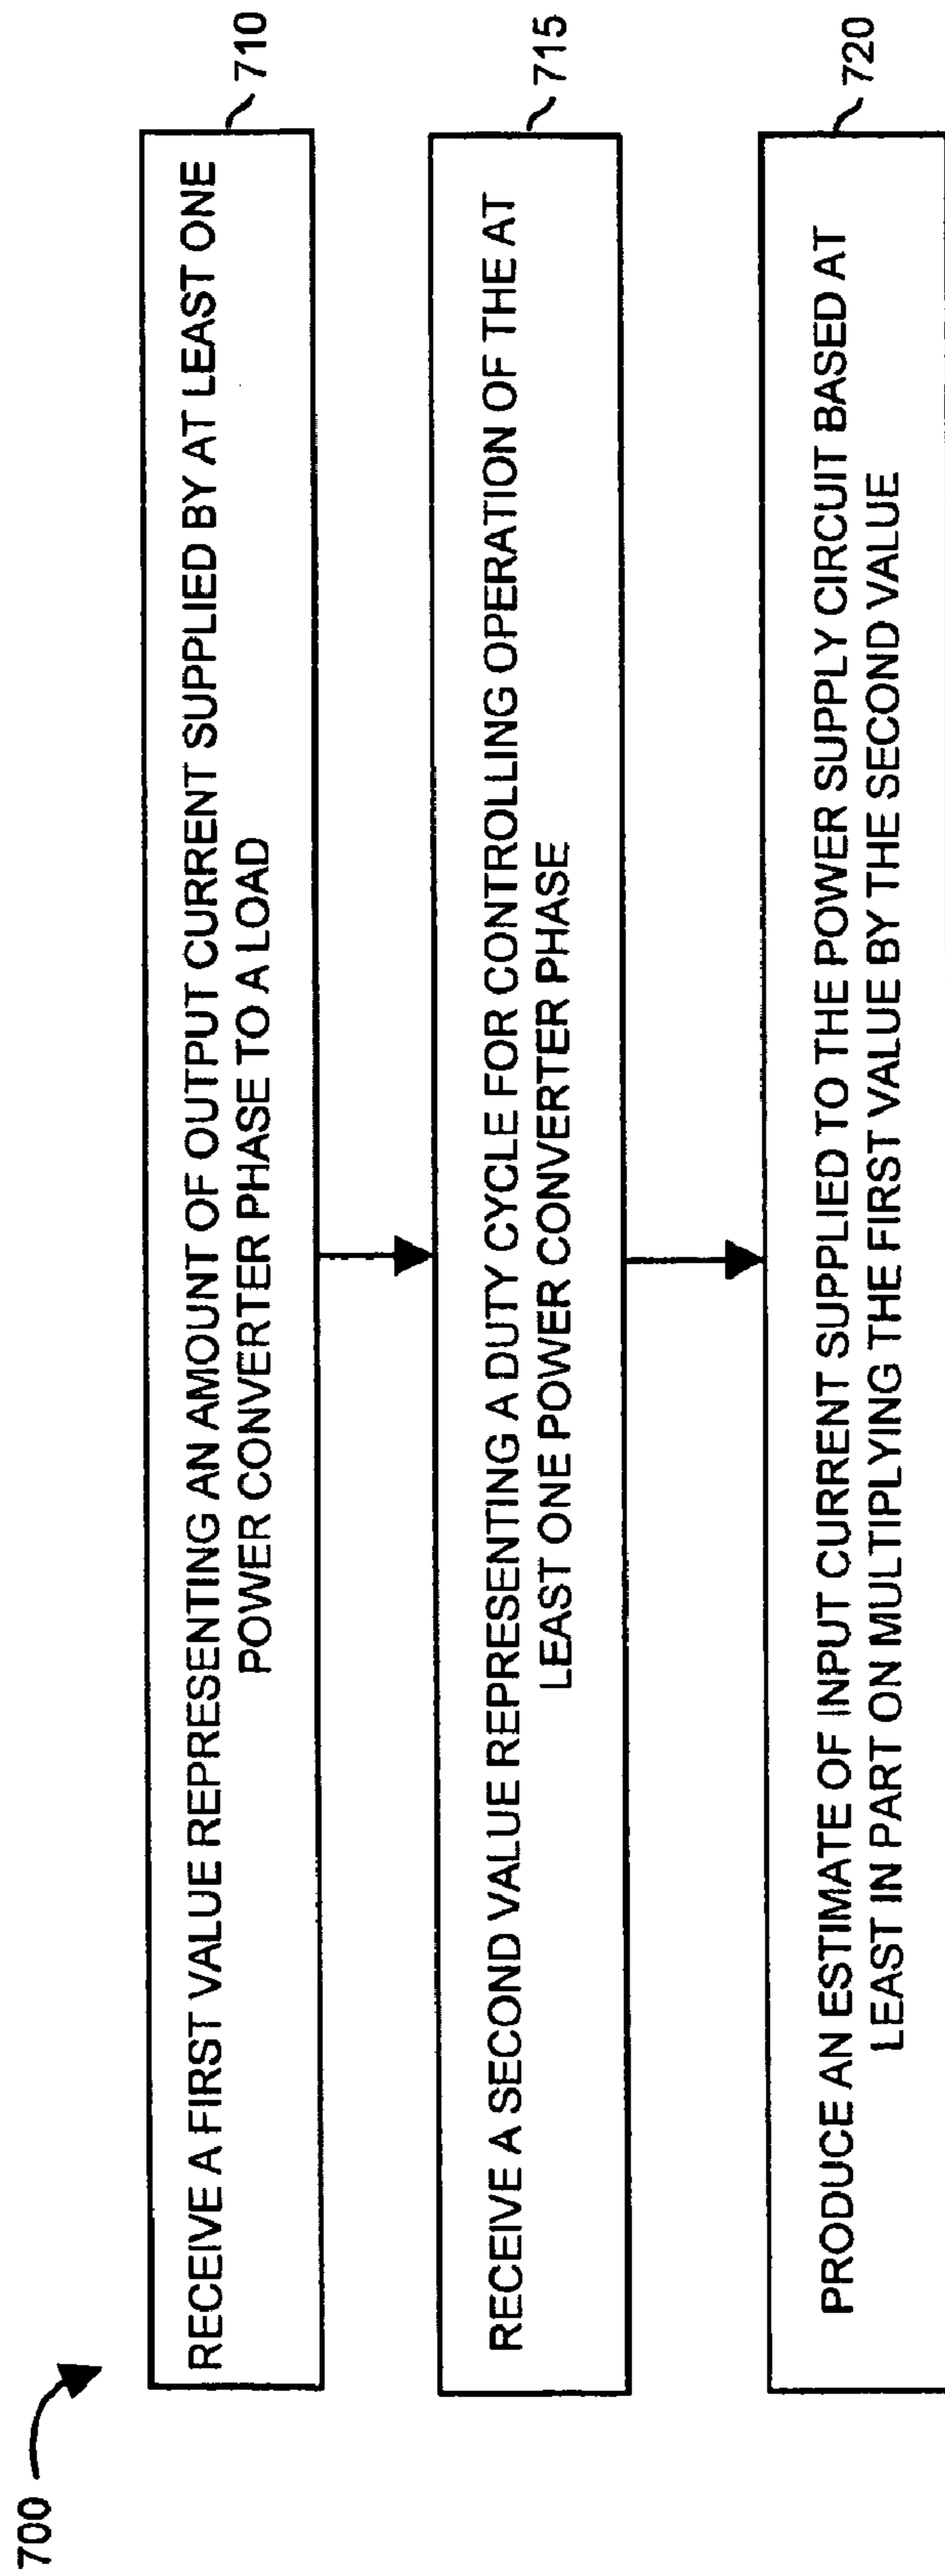 700
RECEIVE A FIRST VALUE REPRESENTING AN AMOUNT OF OUTPUT CURRENT SUPPLIED BY AT LEAST ONE
POWER CONVERTER PHASE TO A LOAD
710
RECEIVE A SECOND VALUE REPRESENTING A DUTY CYCLE FOR CONTROLLING OPERATION OF THE AT
LEAST ONE POWER CONVERTER PHASE
715
PRODUCE AN ESTIMATE OF INPUT CURRENT SUPPLIED TO THE POWER SUPPLY CIRCUIT BASED AT
LEAST IN PART ON MULTIPLYING THE FIRST VALUE BY THE SECOND VALUE
720